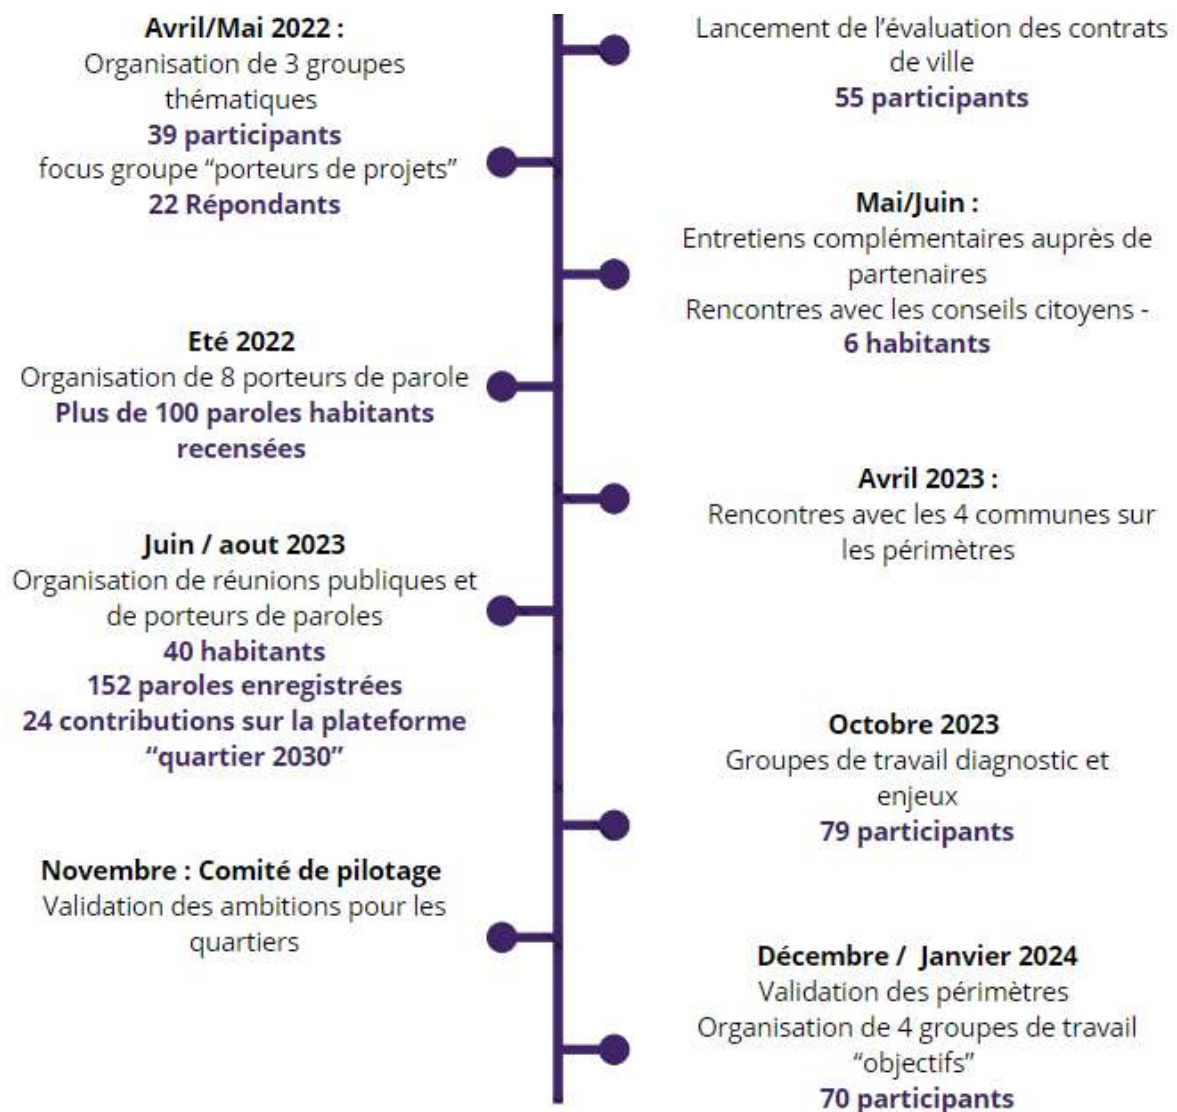 Lancement de l’évaluation des contrats
de ville
55 participants
Avril/Mai 2022 :
Organisation de 3 groupes
thématiques
39 participants
focus groupe “porteurs de projets”
22 Répondants
Mai/Juin :
Entretiens complémentaires auprès de
partenaires
Rencontres avec les conseils citoyens -
6 habitants
Eté 2022
Organisation de 8 porteurs de parole
Plus de 100 paroles habitants
recensées
Avril 2023 :
Rencontres avec les 4 communes sur
les périmètres
Juin / aout 2023
Organisation de réunions publiques et
de porteurs de paroles
40 habitants
152 paroles enregistrées
24 contributions sur la plateforme
“quartier 2030”
Octobre 2023
Groupes de travail diagnostic et
enjeux
79 participants
Novembre : Comité de pilotage
Validation des ambitions pour les
quartiers
Décembre / Janvier 2024
Validation des périmètres
Organisation de 4 groupes de travail
“objectifs”
70 participants